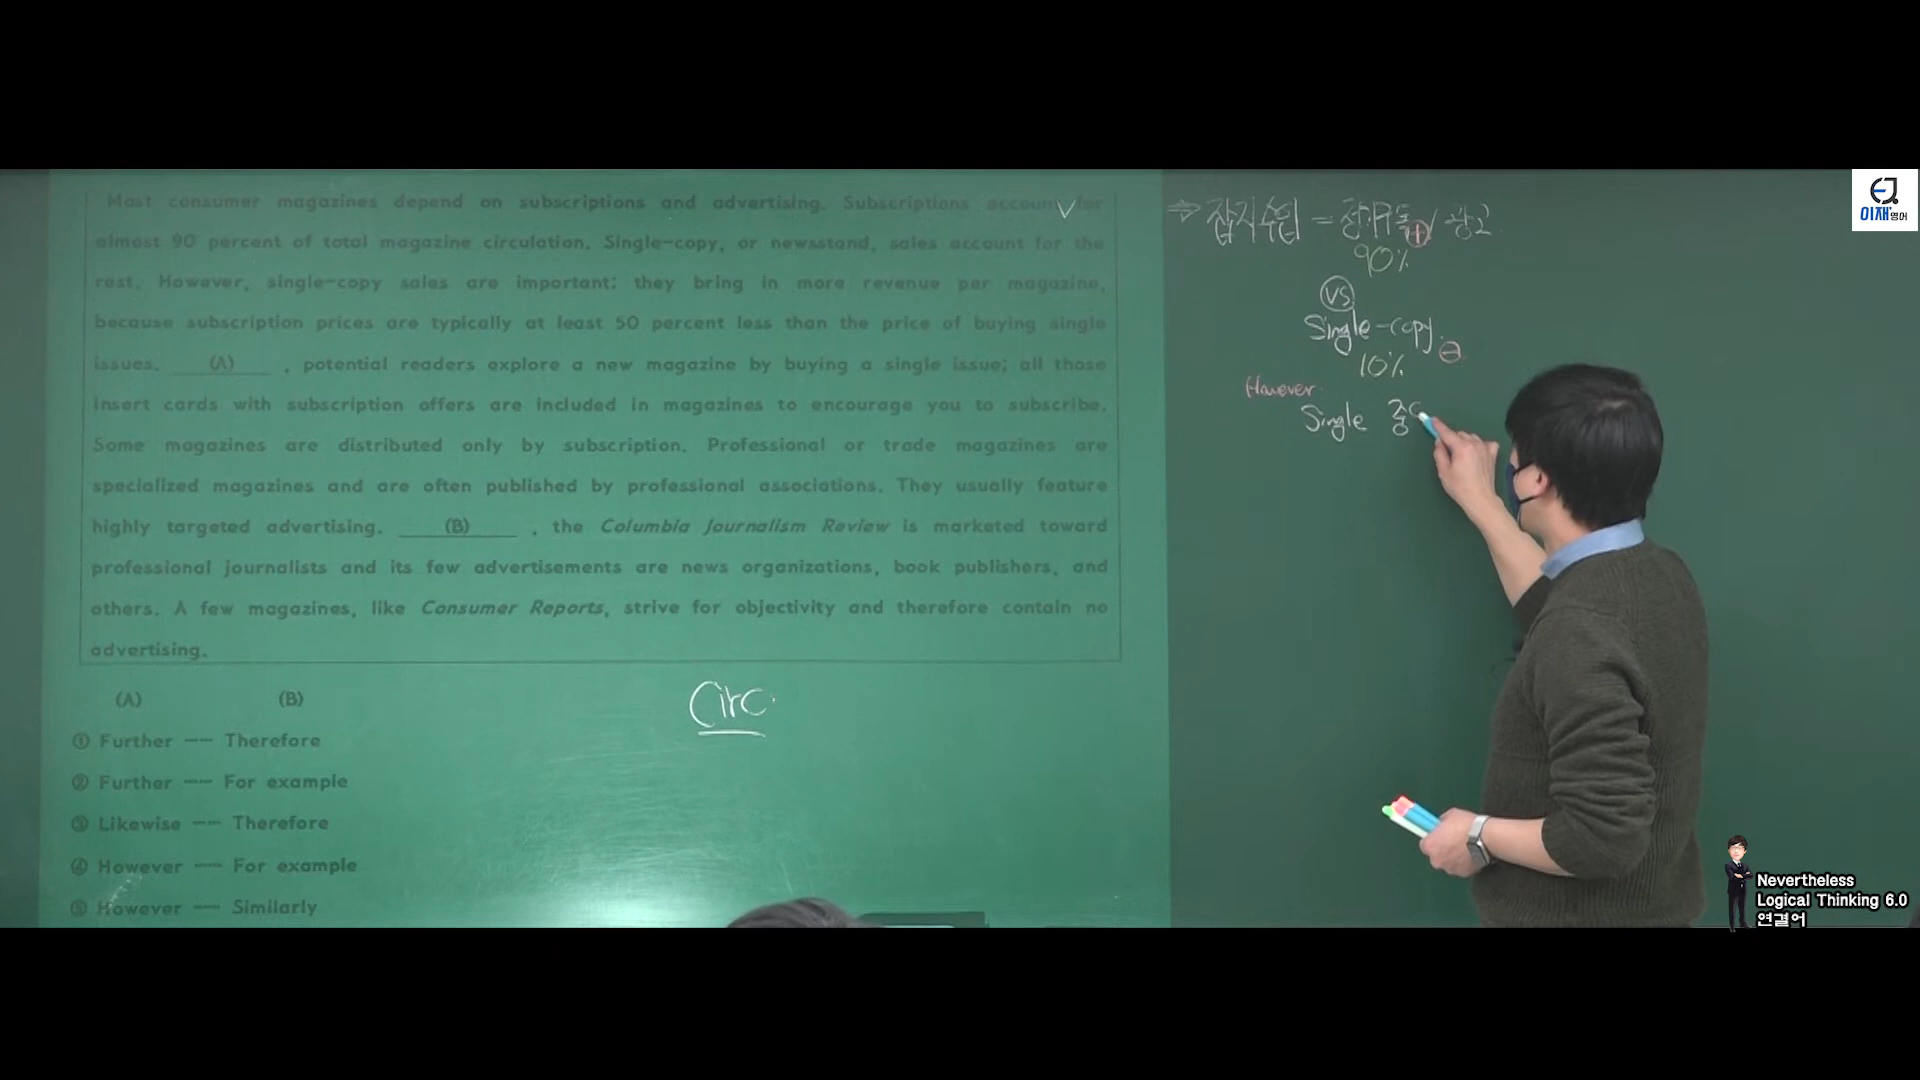 Most consumer magazines depend on subscriptions and advertising. Subscriptions account for
almost 90 percent of total magazine circulation. Single-copy, or newsstand, sales account for the
rest. However, single-copy sales are important: they bring in more revenue per magazine,
because subscription prices are typically at least 50 percent less than the price of buying single
issues. (A) , potential readers explore a new magazine by buying a single issue; all those
insert cards with subscription offers are included in magazines to encourage you to subscribe.
Some magazines are distributed only by subscription. Professional or trade magazines are
specialized magazines and are often published by professional associations. They usually feature
highly targeted advertising. (B) , the Columbia Journalism Review is marketed toward
professional journalists and its few advertisements are news organizations, book publishers, and
others. A few magazines, like Consumer Reports, strive for objectivity and therefore contain no
advertising.
(A) (B)
① Further ── Therefore
② Further ── For example
③ Likewise ── Therefore
④ However ── For example
⑤ However ── Similarly
Circ
⇒ 잡지수입 = 정기구독 / 광고
90%
VS
Single-copy
10%
However
Single 중
EJ
이재영어
Nevertheless
Logical Thinking 6.0
연결어